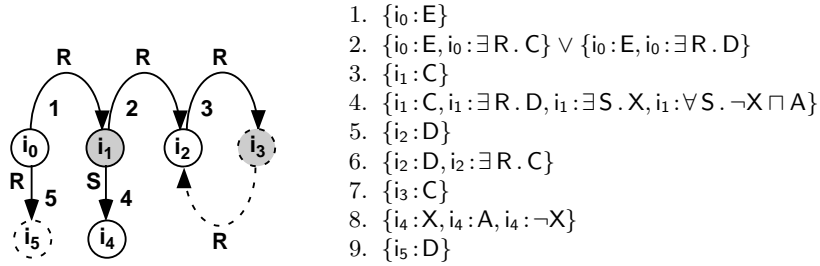 R R R
1 2 3
i₀ i₁ i₂ i₃
R S
5 4
R
i₅ i₄
1. {i₀:E}
2. {i₀:E, i₀:∃R.C} ∨ {i₀:E, i₀:∃R.D}
3. {i₁:C}
4. {i₁:C, i₁:∃R.D, i₁:∃S.X, i₁:∀S.¬X⊓A}
5. {i₂:D}
6. {i₂:D, i₂:∃R.C}
7. {i₃:C}
8. {i₄:X, i₄:A, i₄:¬X}
9. {i₅:D}